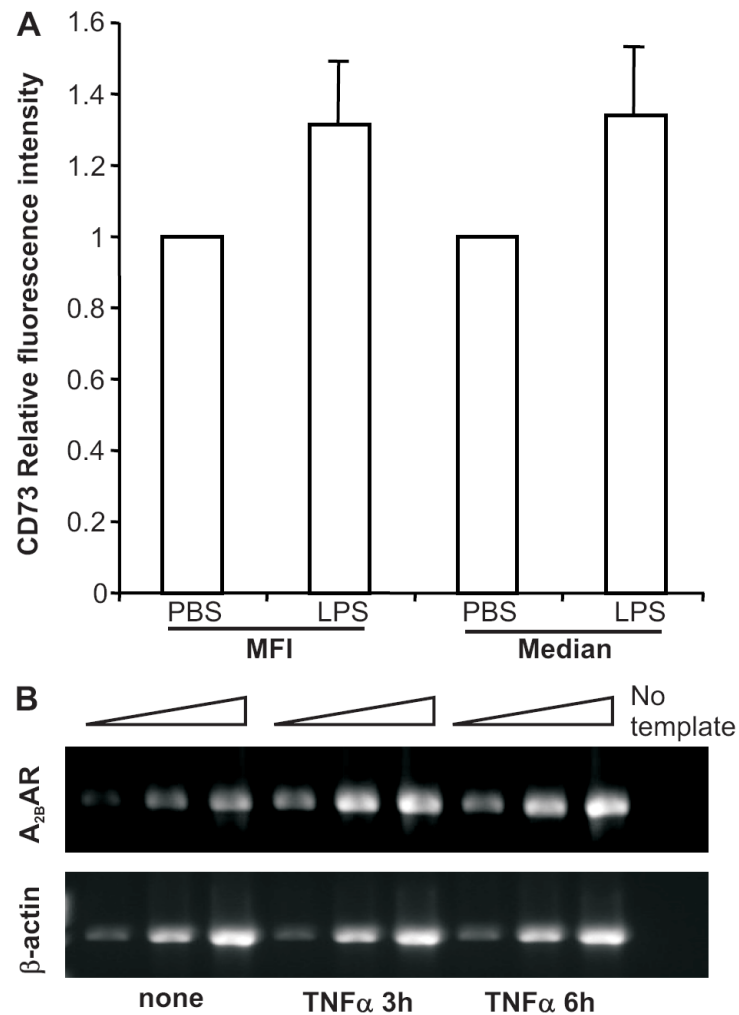 A
CD73 Relative fluorescence intensity
1.6
1.4
1.2
1
0.8
0.6
0.4
0.2
0
PBS LPS PBS LPS
MFI Median
B
No
template
A2BAR
β-actin
none TNFα 3h TNFα 6h